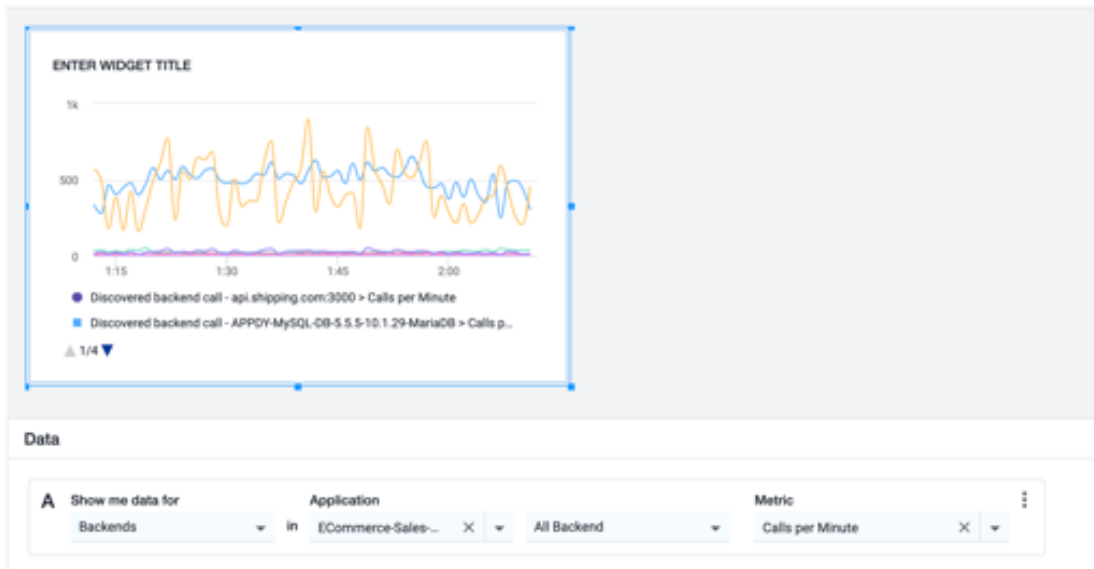 ENTER WIDGET TITLE
1k
500
0
1:15 1:30 1:45 2:00
Discovered backend call - api.shipping.com:3000 > Calls per Minute
Discovered backend call - APPDY-MySQL-DB-5.5.5-10.1.29-MariaDB > Calls p...
1/4
Data
A Show me data for Application Metric
Backends in ECommerce-Sales-... All Backend Calls per Minute